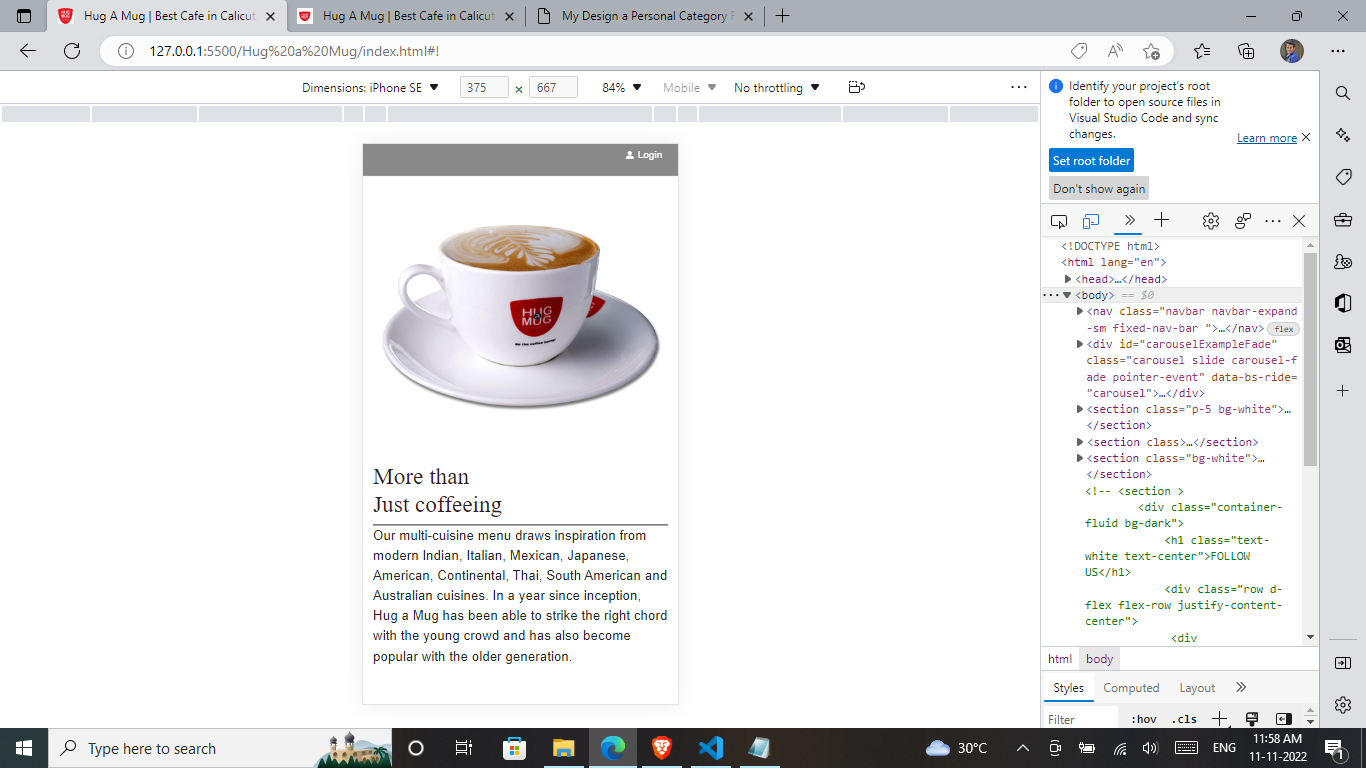 Hug A Mug | Best Cafe in Calicut
Hug A Mug | Best Cafe in Calicut
My Design a Personal Category F
127.0.0.1:5500/Hug%20a%20Mug/index.html#!
Dimensions: iPhone SE
375 × 667
84%
Mobile
No throttling
Login
HUG
MUG
More than
Just coffeeing
Our multi-cuisine menu draws inspiration from
modern Indian, Italian, Mexican, Japanese,
American, Continental, Thai, South American and
Australian cuisines. In a year since inception,
Hug a Mug has been able to strike the right chord
with the young crowd and has also become
popular with the older generation.
Identify your project's root
folder to open source files in
Visual Studio Code and sync
changes.
Learn more
Set root folder
Don't show again
<!DOCTYPE html>
<html lang="en">
<head>…</head>
<body> == $0
<nav class="navbar navbar-expand
-sm fixed-nav-bar ">…</nav> flex
<div id="carouselExampleFade"
class="carousel slide carousel-f
ade pointer-event" data-bs-ride=
"carousel">…</div>
<section class="p-5 bg-white">…
</section>
<section class>…</section>
<section class="bg-white">…
</section>
<!-- <section >
<div class="container-
fluid bg-dark">
<h1 class="text-
white text-center">FOLLOW
US</h1>
<div class="row d-
flex flex-row justify-content-
center">
<div
html body
Styles Computed Layout
Filter :hov .cls
Type here to search
30°C
ENG
11:58 AM
11-11-2022
1